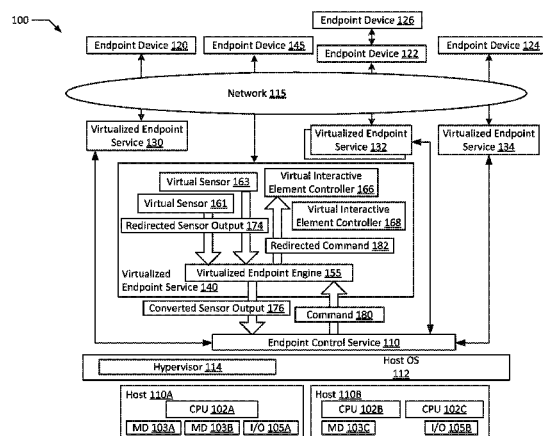 100
Endpoint Device 126
Endpoint Device 120
Endpoint Device 145
Endpoint Device 122
Endpoint Device 124
Network 115
Virtualized Endpoint
Service 130
Virtualized Endpoint
Service 132
Virtualized Endpoint
Service 134
Virtual Sensor 163
Virtual Interactive
Element Controller 166
Virtual Sensor 161
Virtual Interactive
Element Controller 168
Redirected Sensor Output 174
Redirected Command 182
Virtualized Endpoint Engine 155
Virtualized
Endpoint Service 140
Converted Sensor Output 176
Command 180
Endpoint Control Service 110
Hypervisor 114
Host OS
112
Host 110A
CPU 102A
MD 103A
MD 103B
I/O 105A
Host 110B
CPU 102B
CPU 102C
MD 103C
I/O 105B